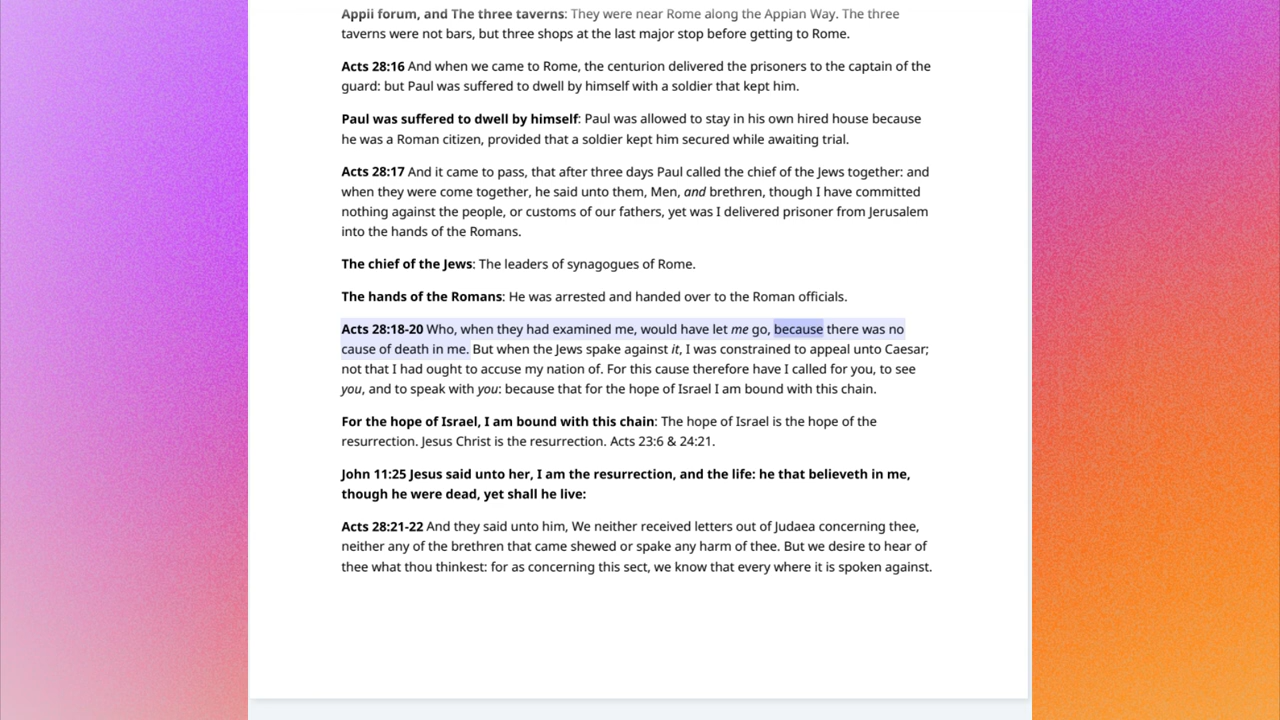 Appii forum, and The three taverns: They were near Rome along the Appian Way. The three
taverns were not bars, but three shops at the last major stop before getting to Rome.
Acts 28:16 And when we came to Rome, the centurion delivered the prisoners to the captain of the
guard: but Paul was suffered to dwell by himself with a soldier that kept him.
Paul was suffered to dwell by himself: Paul was allowed to stay in his own hired house because
he was a Roman citizen, provided that a soldier kept him secured while awaiting trial.
Acts 28:17 And it came to pass, that after three days Paul called the chief of the Jews together: and
when they were come together, he said unto them, Men, and brethren, though I have committed
nothing against the people, or customs of our fathers, yet was I delivered prisoner from Jerusalem
into the hands of the Romans.
The chief of the Jews: The leaders of synagogues of Rome.
The hands of the Romans: He was arrested and handed over to the Roman officials.
Acts 28:18-20 Who, when they had examined me, would have let me go, because there was no
cause of death in me. But when the Jews spake against it, I was constrained to appeal unto Caesar;
not that I had ought to accuse my nation of. For this cause therefore have I called for you, to see
you, and to speak with you: because that for the hope of Israel I am bound with this chain.
For the hope of Israel, I am bound with this chain: The hope of Israel is the hope of the
resurrection. Jesus Christ is the resurrection. Acts 23:6 & 24:21.
John 11:25 Jesus said unto her, I am the resurrection, and the life: he that believeth in me,
though he were dead, yet shall he live:
Acts 28:21-22 And they said unto him, We neither received letters out of Judaea concerning thee,
neither any of the brethren that came shewed or spake any harm of thee. But we desire to hear of
thee what thou thinkest: for as concerning this sect, we know that every where it is spoken against.